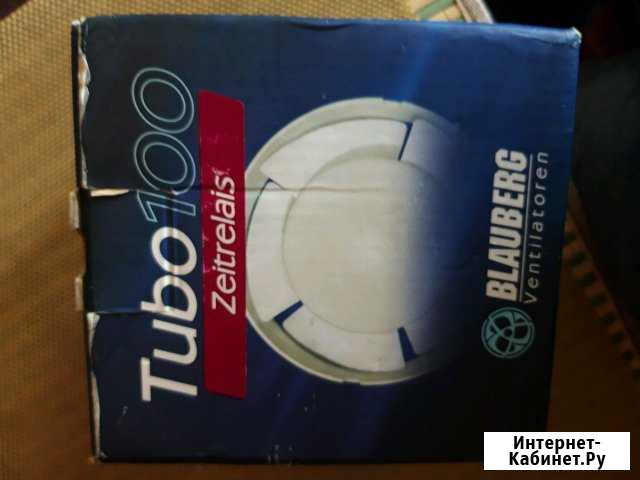 Tubo100
Zeitrelais
BLAUBERG
Ventilatoren
Интернет-
Кабинет.Ру